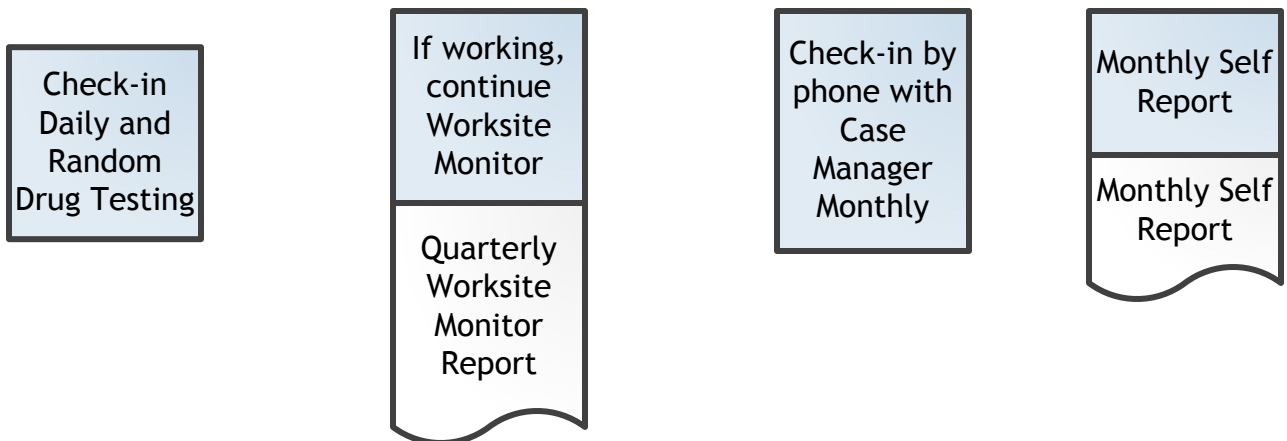 Check-in
Daily and
Random
Drug Testing
If working,
continue
Worksite
Monitor
Quarterly
Worksite
Monitor
Report
Check-in by
phone with
Case
Manager
Monthly
Monthly Self
Report
Monthly Self
Report